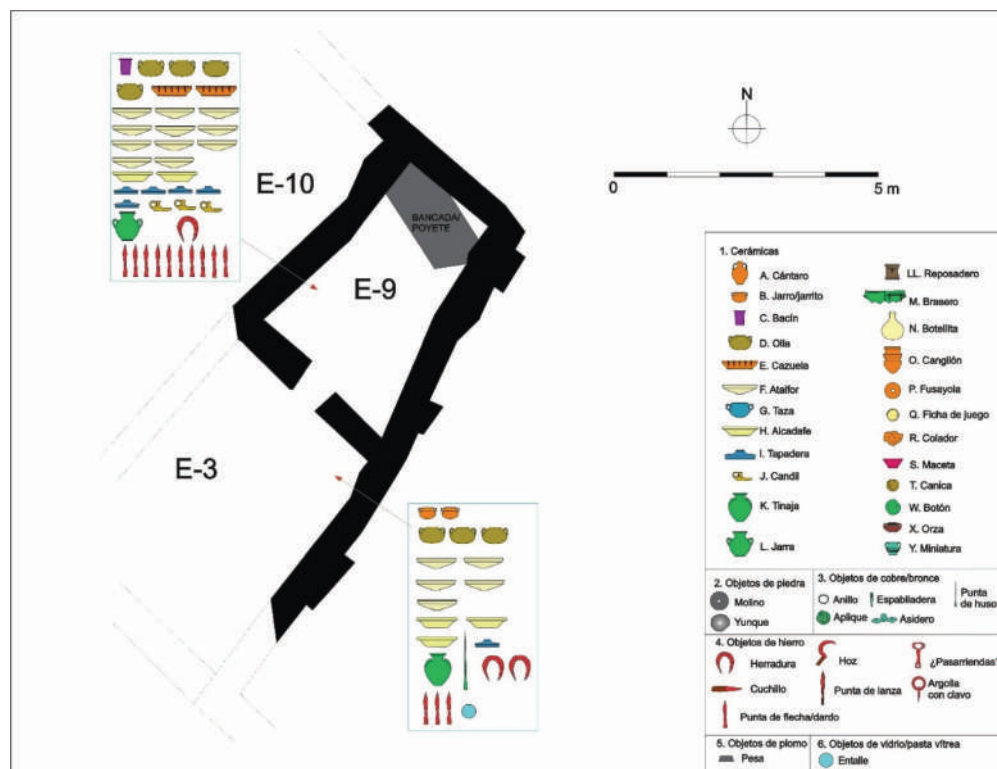 E-10
BANCADA/
POYETE
E-9
E-3
N
0
5 m
1. Cerámicas
A. Cántaro
B. Jarro/jarrito
C. Bacín
D. Olla
E. Cazuela
F. Ataifor
G. Taza
H. Alcadafe
I. Tapadera
J. Candil
K. Tinaja
L. Jarra
LL. Reposadero
M. Brasero
N. Botellita
O. Cangilón
P. Fusayola
Q. Ficha de juego
R. Colador
S. Maceta
T. Canica
W. Botón
X. Orza
Y. Miniatura
2. Objetos de piedra
Molino
Yunque
3. Objetos de cobre/bronce
Anillo
Espabiladera
Aplique
Asidero
Punta
de huso
4. Objetos de hierro
Herradura
Hoz
¿Pasarriendas?
Cuchillo
Punta de lanza
Argolla
con clavo
Punta de flecha/dardo
5. Objetos de plomo
Pesa
6. Objetos de vidrio/pasta vítrea
Entalle